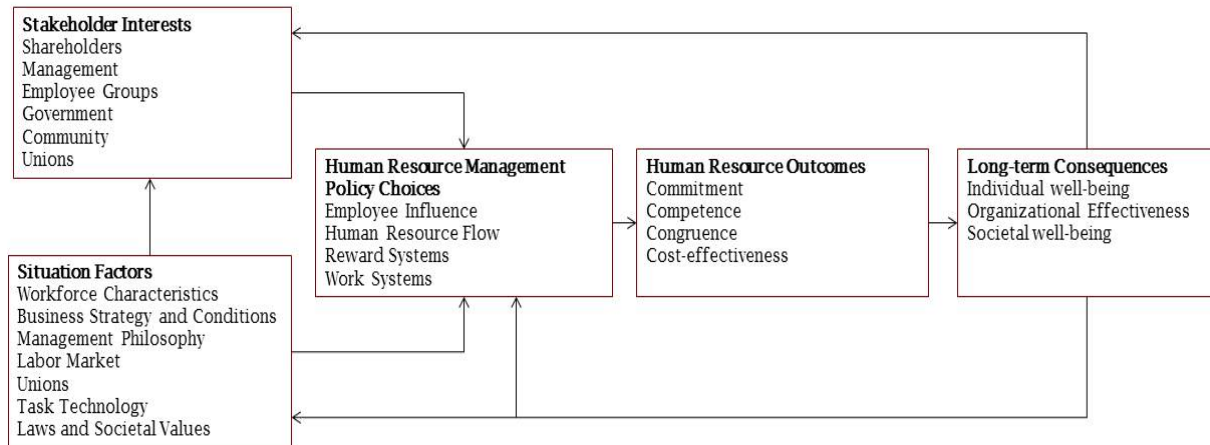 Stakeholder Interests
Shareholders
Management
Employee Groups
Government
Community
Unions
Situation Factors
Workforce Characteristics
Business Strategy and Conditions
Management Philosophy
Labor Market
Unions
Task Technology
Laws and Societal Values
Human Resource Management
Policy Choices
Employee Influence
Human Resource Flow
Reward Systems
Work Systems
Human Resource Outcomes
Commitment
Competence
Congruence
Cost-effectiveness
Long-term Consequences
Individual well-being
Organizational Effectiveness
Societal well-being